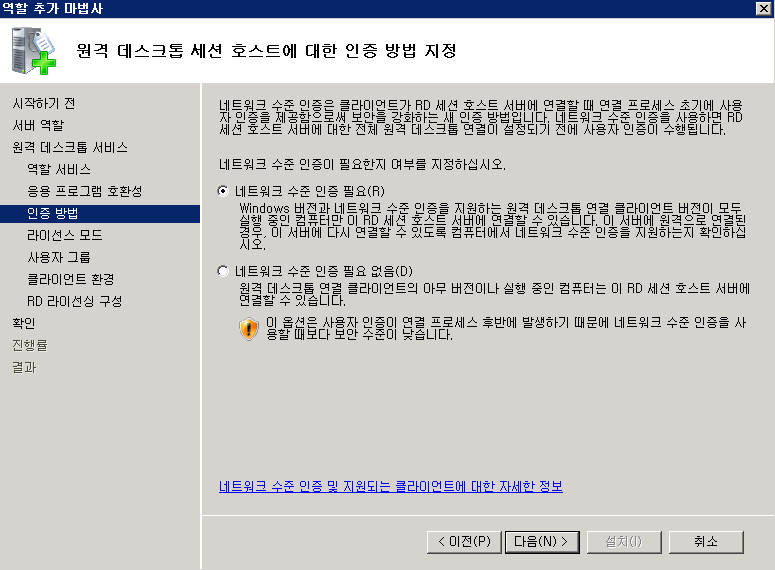 역할 추가 마법사
원격 데스크톱 세션 호스트에 대한 인증 방법 지정
시작하기 전
서버 역할
원격 데스크톱 서비스
역할 서비스
응용 프로그램 호환성
인증 방법
라이선스 모드
사용자 그룹
클라이언트 환경
RD 라이선싱 구성
확인
진행률
결과
네트워크 수준 인증은 클라이언트가 RD 세션 호스트 서버에 연결할 때 연결 프로세스 초기에 사용
자 인증을 제공함으로써 보안을 강화하는 새 인증 방법입니다. 네트워크 수준 인증을 사용하면 RD
세션 호스트 서버에 대한 전체 원격 데스크톱 연결이 설정되기 전에 사용자 인증이 수행됩니다.
네트워크 수준 인증이 필요한지 여부를 지정하십시오.
네트워크 수준 인증 필요(R)
Windows 버전과 네트워크 수준 인증을 지원하는 원격 데스크톱 연결 클라이언트 버전이 모두
실행 중인 컴퓨터만 이 RD 세션 호스트 서버에 연결할 수 있습니다. 이 서버에 원격으로 연결된
경우, 이 서버에 다시 연결할 수 있도록 컴퓨터에서 네트워크 수준 인증을 지원하는지 확인하십
시오.
네트워크 수준 인증 필요 없음(D)
원격 데스크톱 연결 클라이언트의 아무 버전이나 실행 중인 컴퓨터는 이 RD 세션 호스트 서버에
연결할 수 있습니다.
이 옵션은 사용자 인증이 연결 프로세스 후반에 발생하기 때문에 네트워크 수준 인증을 사
용할 때보다 보안 수준이 낮습니다.
네트워크 수준 인증 및 지원되는 클라이언트에 대한 자세한 정보
< 이전(P)
다음(N) >
설치(I)
취소